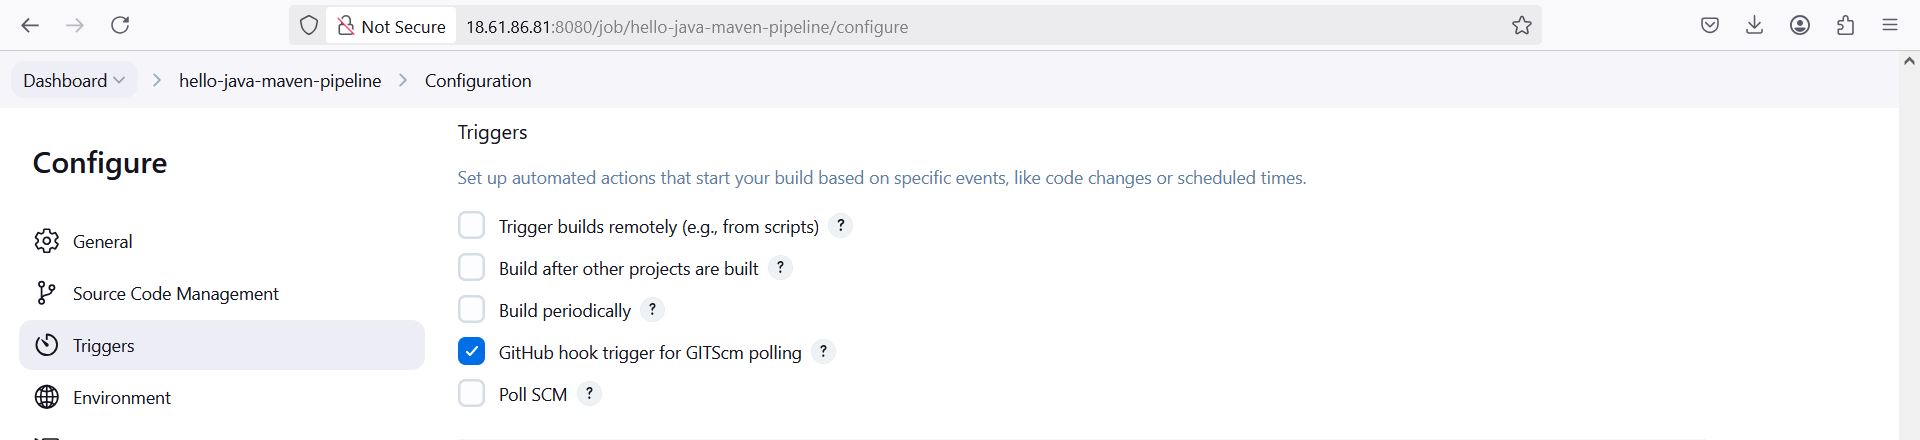 Not Secure 18.61.86.81:8080/job/hello-java-maven-pipeline/configure
Dashboard hello-java-maven-pipeline Configuration
Configure
General
Source Code Management
Triggers
Environment
Triggers
Set up automated actions that start your build based on specific events, like code changes or scheduled times.
Trigger builds remotely (e.g., from scripts) ?
Build after other projects are built ?
Build periodically ?
GitHub hook trigger for GITScm polling ?
Poll SCM ?